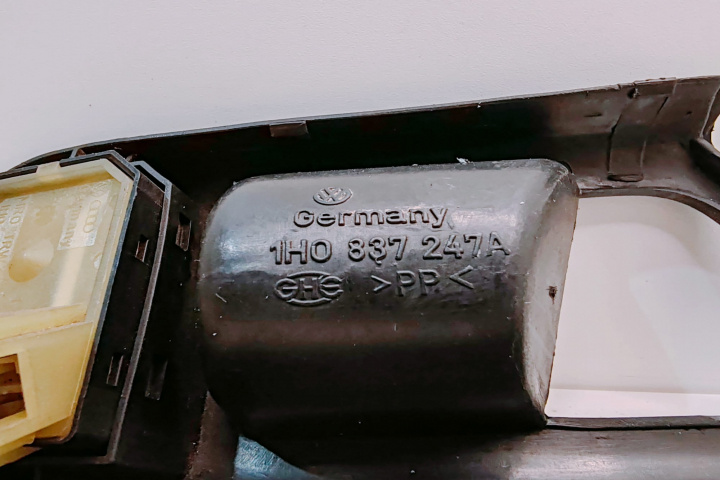 Germany
1H0 837 247A
GHE >PP<